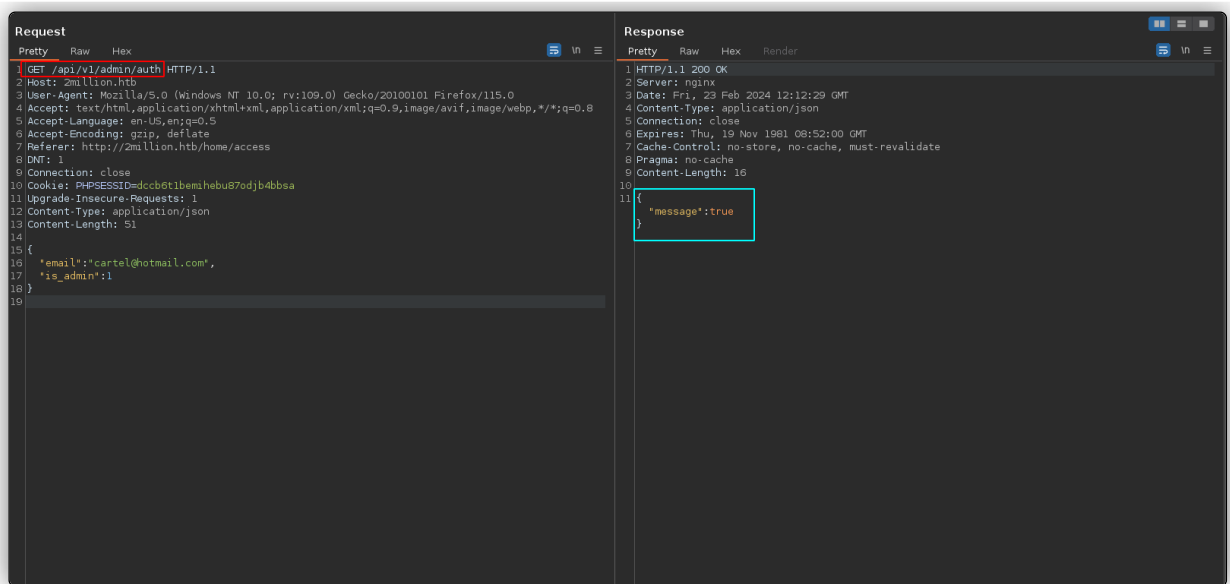 Request
Pretty Raw Hex
\n
1 GET /api/v1/admin/auth HTTP/1.1
2 Host: 2million.htb
3 User-Agent: Mozilla/5.0 (Windows NT 10.0; rv:109.0) Gecko/20100101 Firefox/115.0
4 Accept: text/html,application/xhtml+xml,application/xml;q=0.9,image/avif,image/webp,*/*;q=0.8
5 Accept-Language: en-US,en;q=0.5
6 Accept-Encoding: gzip, deflate
7 Referer: http://2million.htb/home/access
8 DNT: 1
9 Connection: close
10 Cookie: PHPSESSID=dccb6t1bemihebu87odjb4bbsa
11 Upgrade-Insecure-Requests: 1
12 Content-Type: application/json
13 Content-Length: 51
14
15 {
16 "email":"cartel@hotmail.com",
17 "is_admin":1
18 }
19
Response
Pretty Raw Hex Render
\n
1 HTTP/1.1 200 OK
2 Server: nginx
3 Date: Fri, 23 Feb 2024 12:12:29 GMT
4 Content-Type: application/json
5 Connection: close
6 Expires: Thu, 19 Nov 1981 08:52:00 GMT
7 Cache-Control: no-store, no-cache, must-revalidate
8 Pragma: no-cache
9 Content-Length: 16
10
11 {
"message":true
}